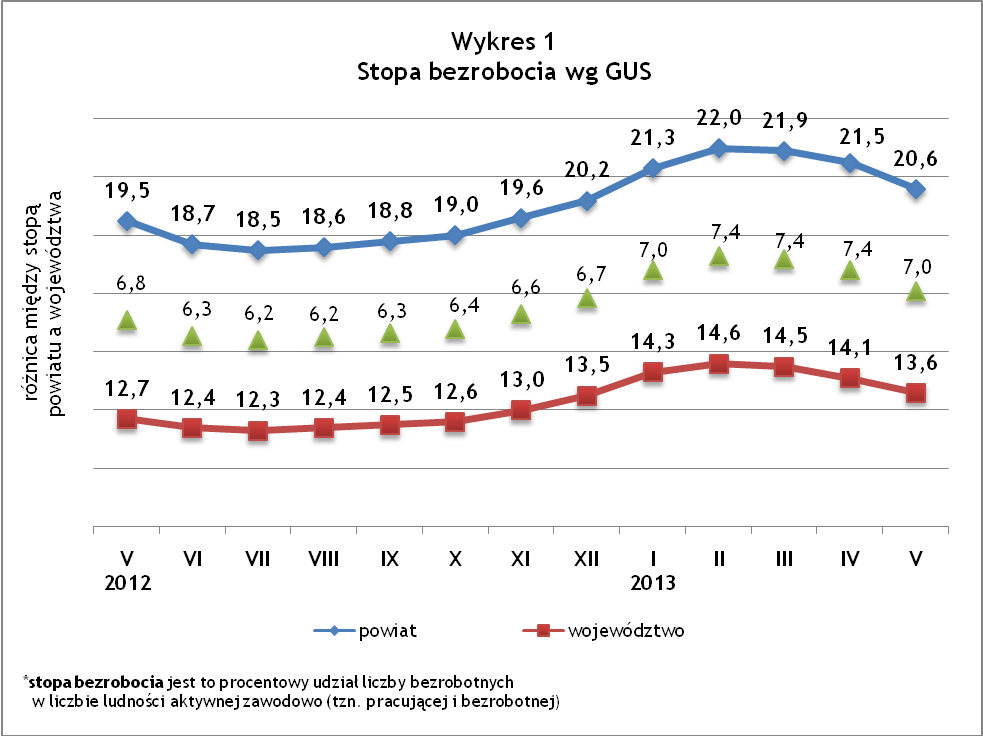 Wykres 1
Stopa bezrobocia wg GUS
różnica między stopą
powiatu a województwa
19,5 18,7 18,5 18,6 18,8 19,0 19,6 20,2 21,3 22,0 21,9 21,5 20,6
6,8 6,3 6,2 6,2 6,3 6,4 6,6 6,7 7,0 7,4 7,4 7,4 7,0
12,7 12,4 12,3 12,4 12,5 12,6 13,0 13,5 14,3 14,6 14,5 14,1 13,6
V VI VII VIII IX X XI XII I II III IV V
2012 2013
powiat województwo
*stopa bezrobocia jest to procentowy udział liczby bezrobotnych
w liczbie ludności aktywnej zawodowo (tzn. pracującej i bezrobotnej)